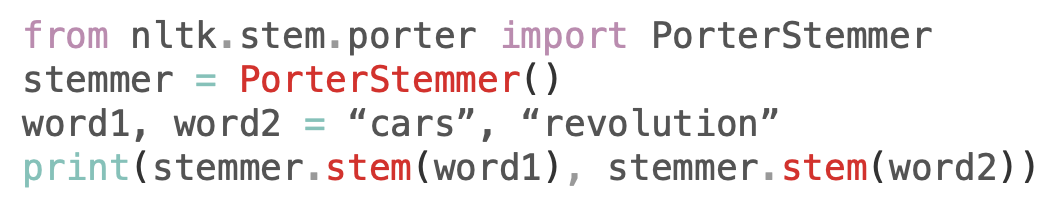 from nltk.stem.porter import PorterStemmer
stemmer = PorterStemmer()
word1, word2 = “cars”, “revolution”
print(stemmer.stem(word1), stemmer.stem(word2))